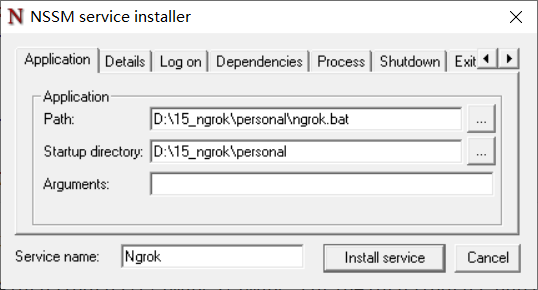 NSSM service installer
Application Details Log on Dependencies Process Shutdown Exit
Application
Path: D:\15_ngrok\personal\ngrok.bat ...
Startup directory: D:\15_ngrok\personal ...
Arguments:
Service name: Ngrok Install service Cancel